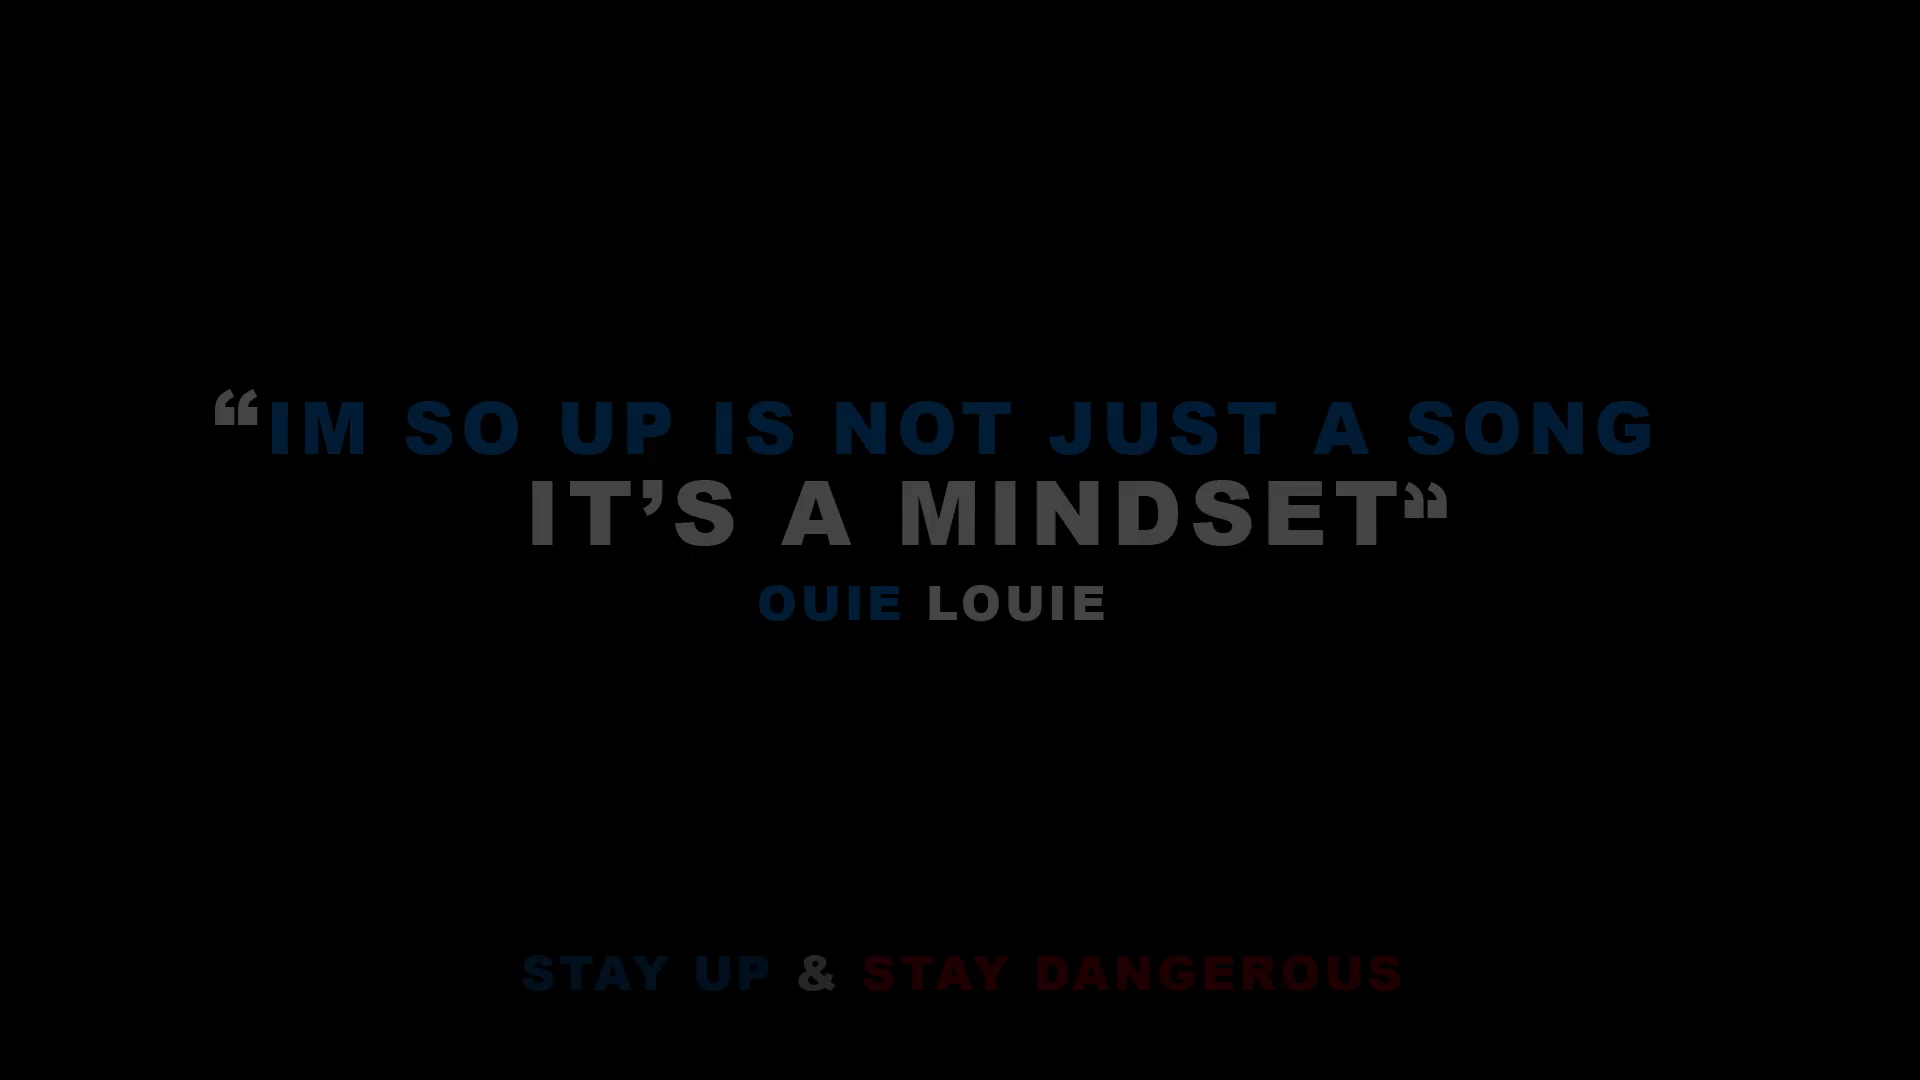 “IM SO UP IS NOT JUST A SONG
IT’S A MINDSET”
OUIE LOUIE
STAY UP & STAY DANGEROUS